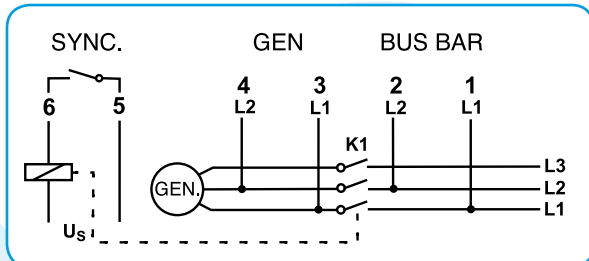 SYNC. GEN BUS BAR
6 5 4 3 2 1
L2 L1 L2 L1
K1
L3
GEN. L2
L1
Us